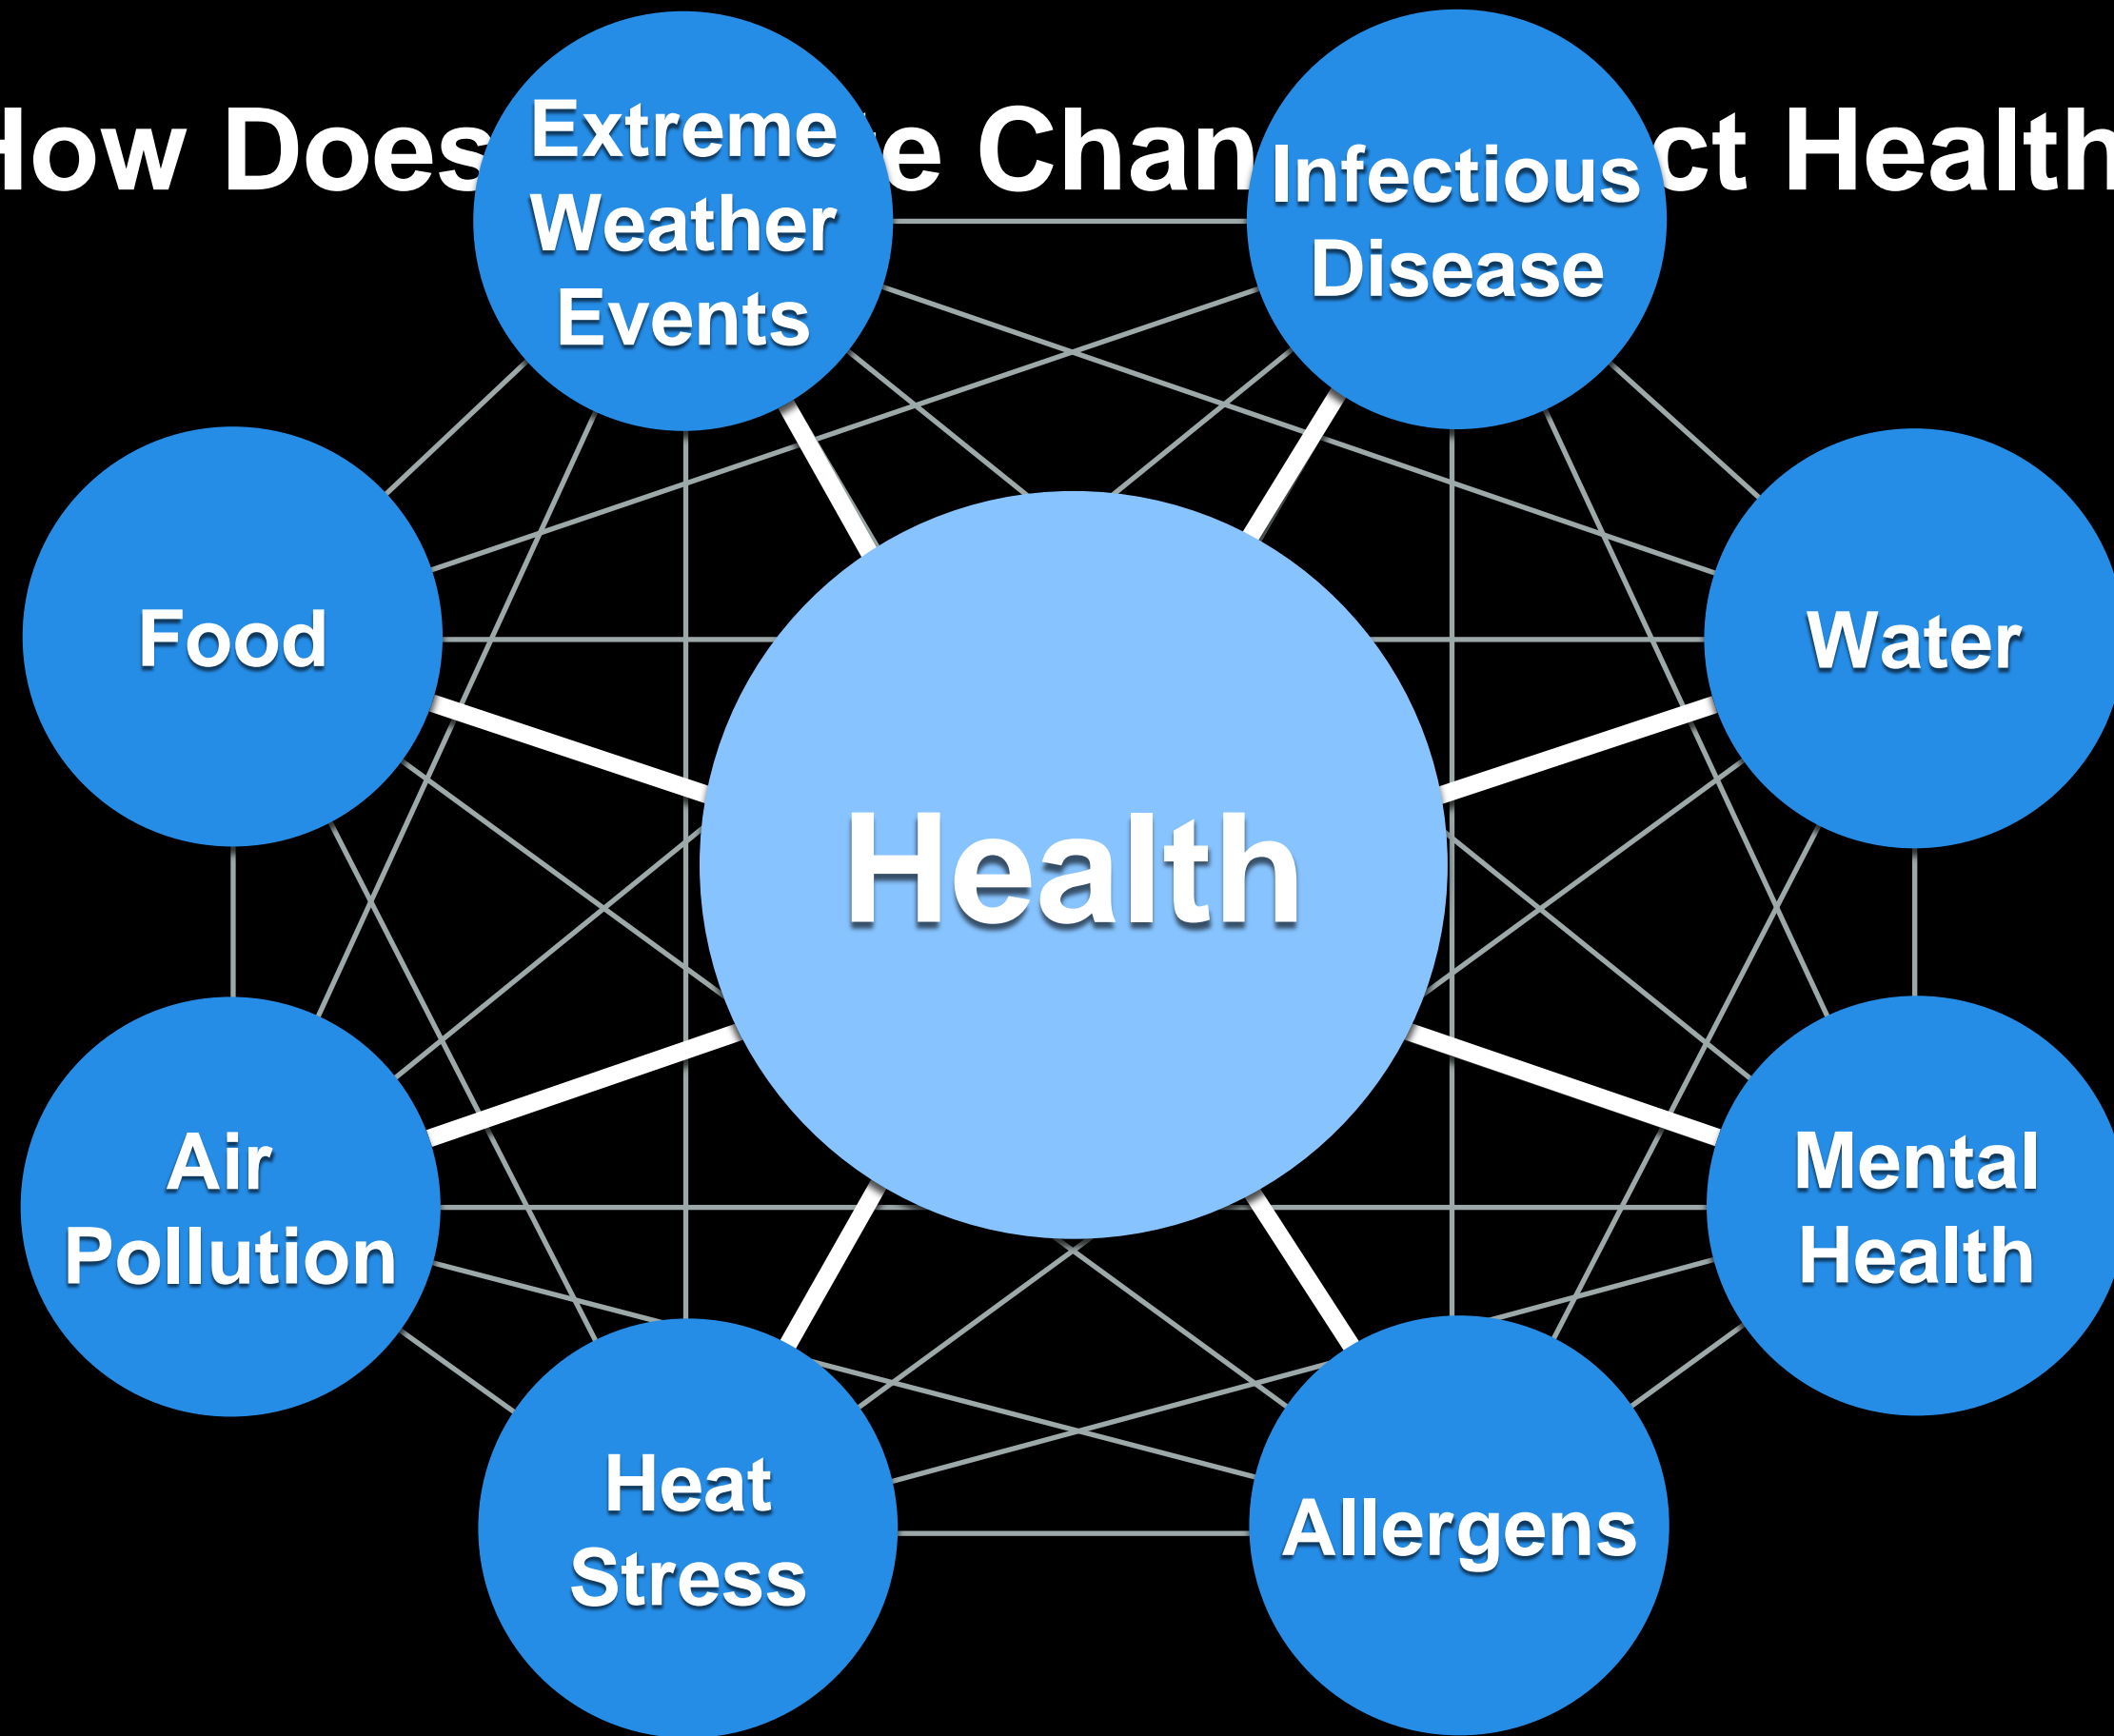 How Does e Chan ct Health
Extreme
Weather
Events
Infectious
Disease
Food
Water
Health
Air
Pollution
Mental
Health
Heat
Stress
Allergens